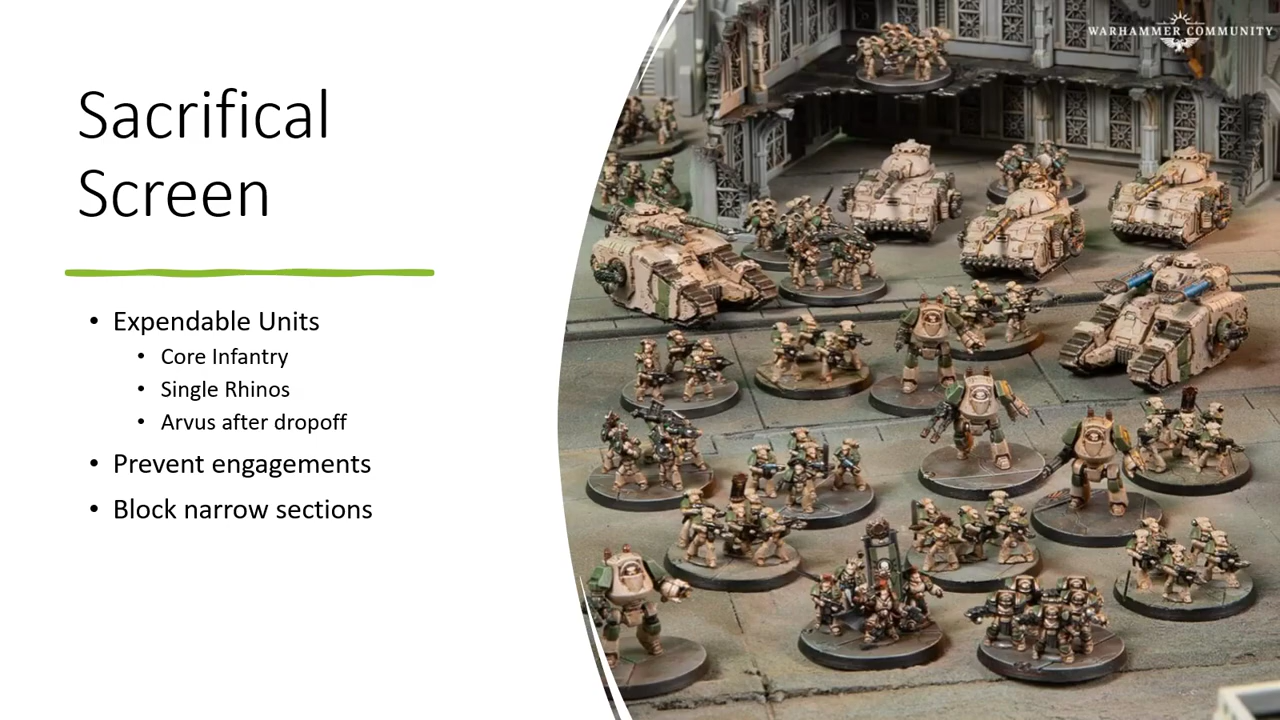 WARHAMMER COMMUNITY
Sacrifical
Screen
• Expendable Units
• Core Infantry
• Single Rhinos
• Arvus after dropoff
• Prevent engagements
• Block narrow sections